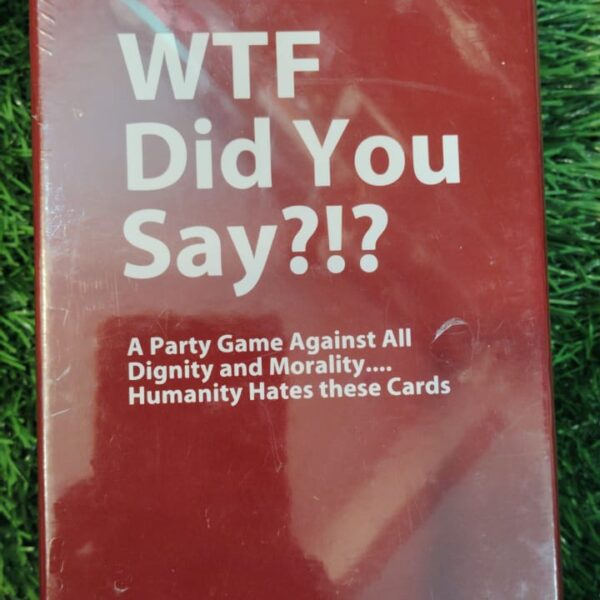 WTF
Did You
Say?!?
A Party Game Against All
Dignity and Morality....
Humanity Hates these Cards